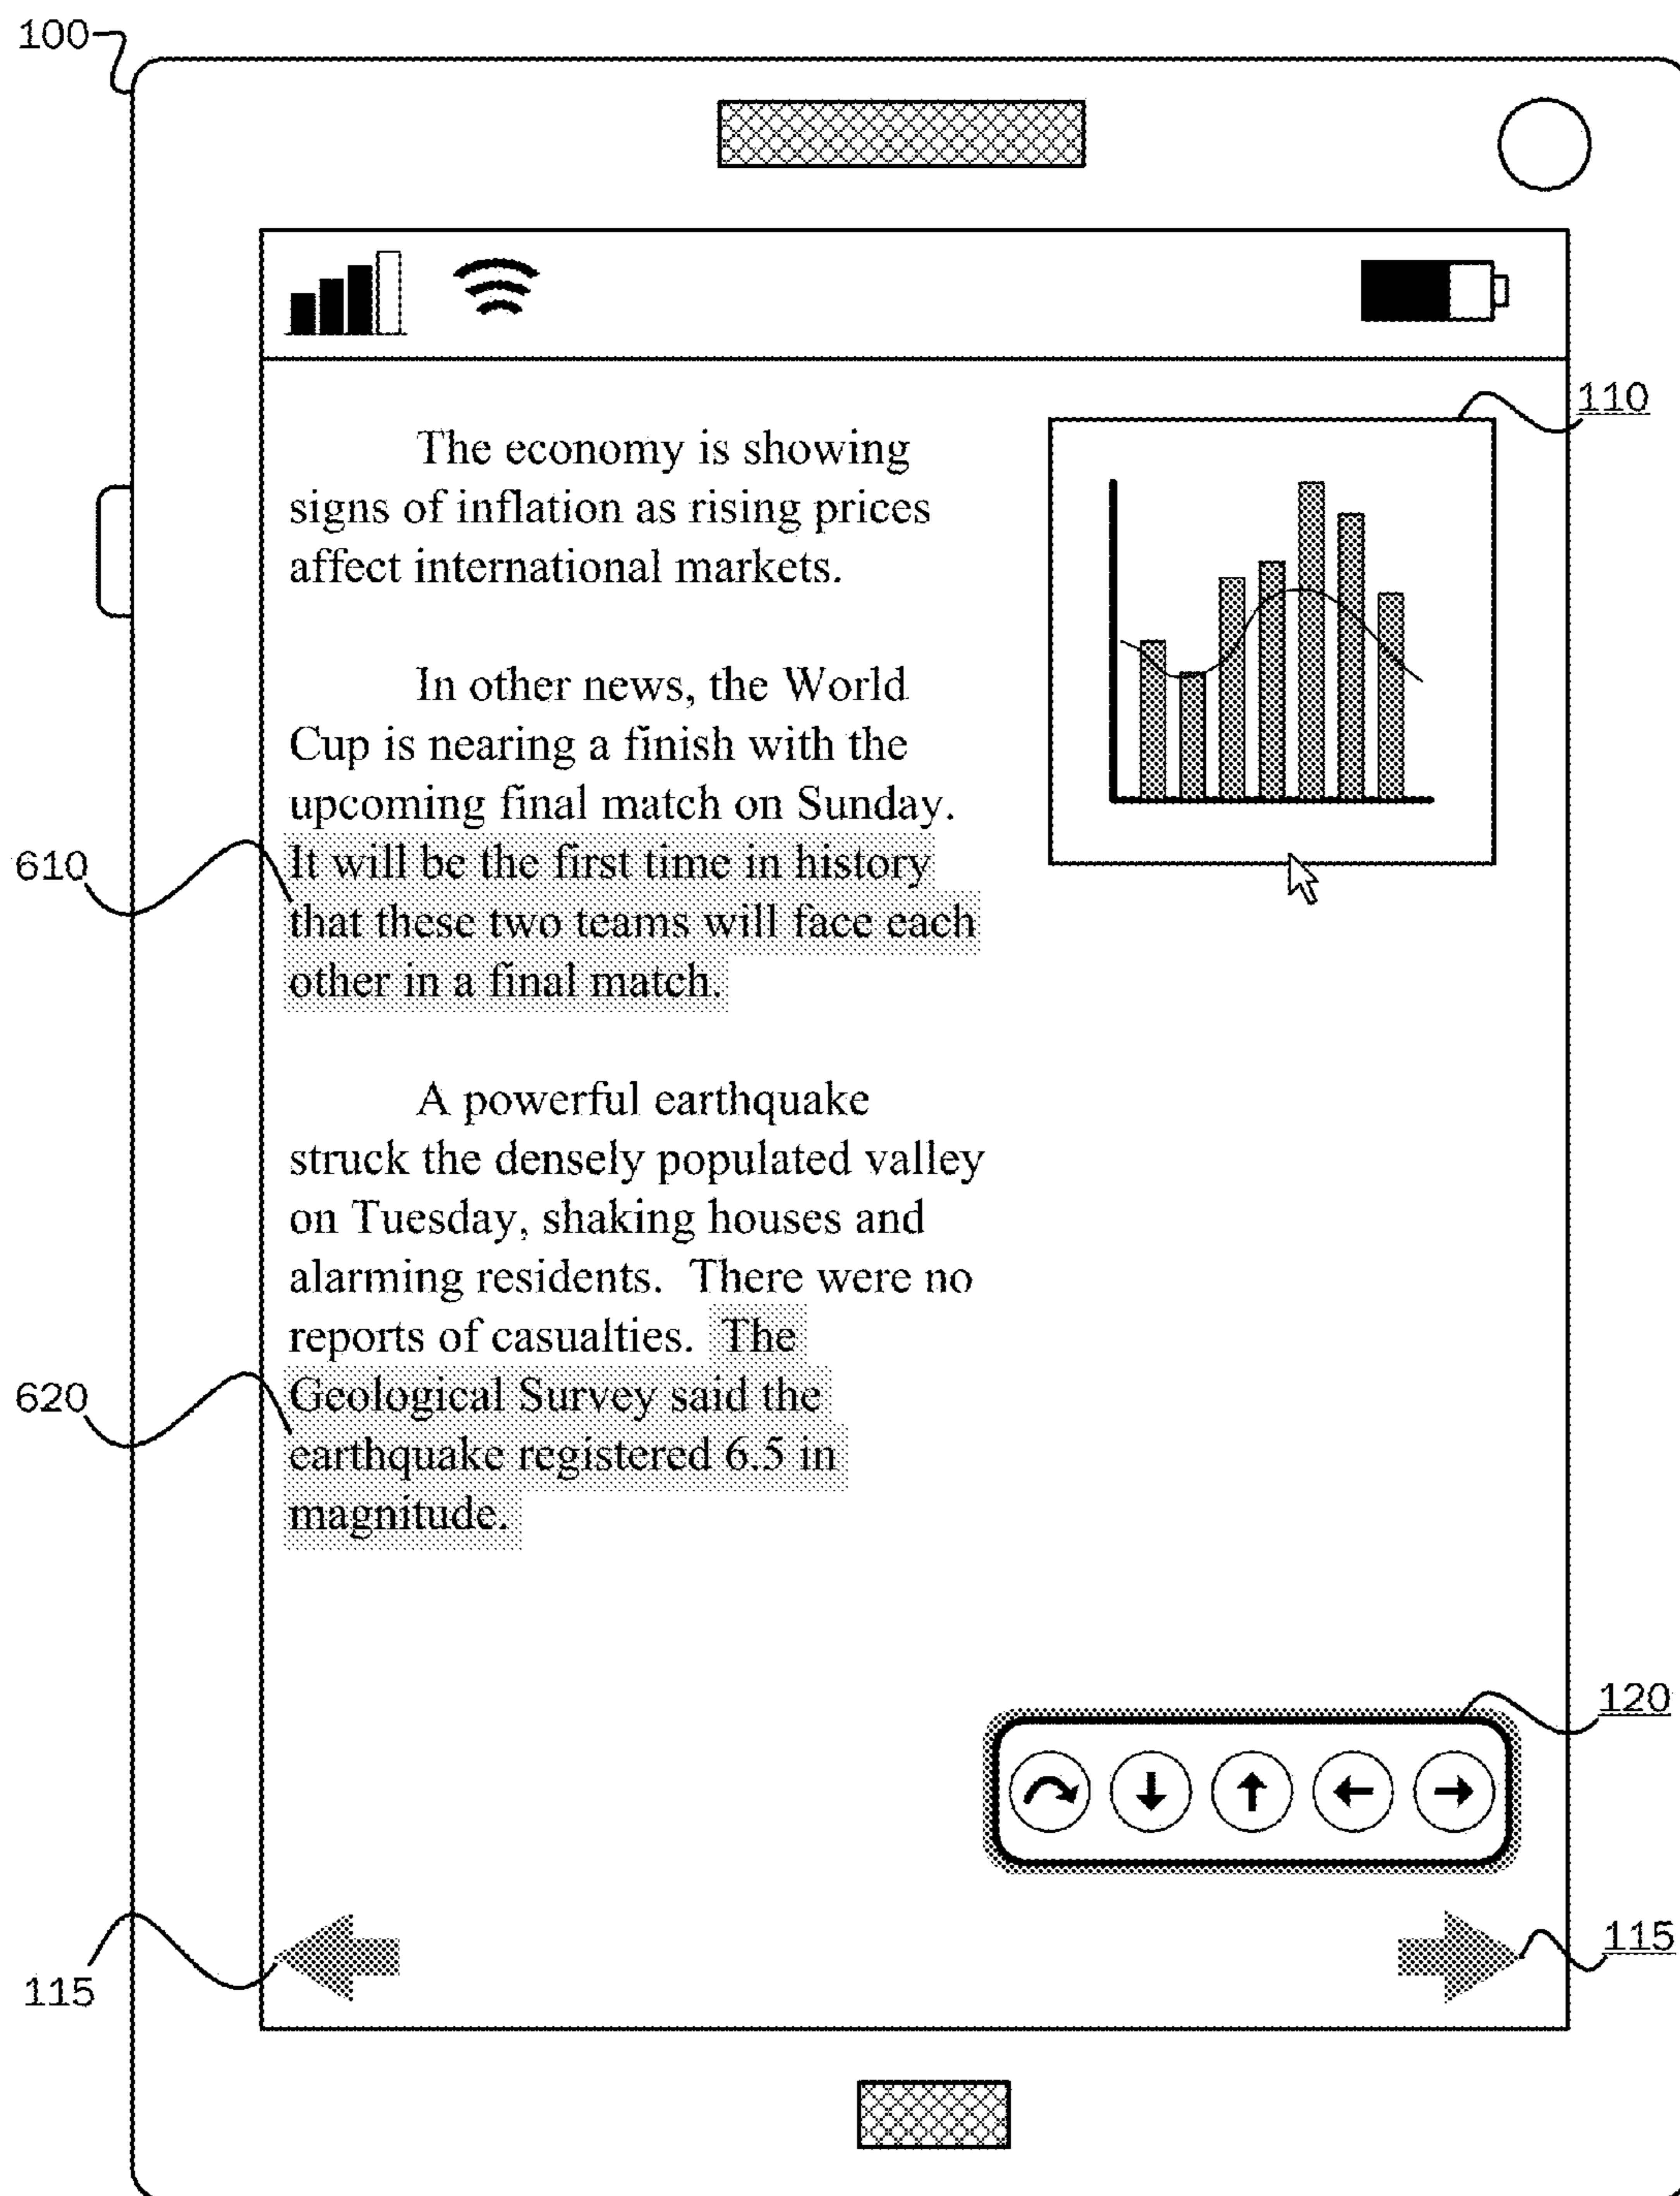 100
110
The economy is showing
signs of inflation as rising prices
affect international markets.
In other news, the World
Cup is nearing a finish with the
upcoming final match on Sunday.
610
It will be the first time in history
that these two teams will face each
other in a final match.
A powerful earthquake
struck the densely populated valley
on Tuesday, shaking houses and
alarming residents.  There were no
reports of casualties.  The
620
Geological Survey said the
earthquake registered 6.5 in
magnitude.
120
115
115